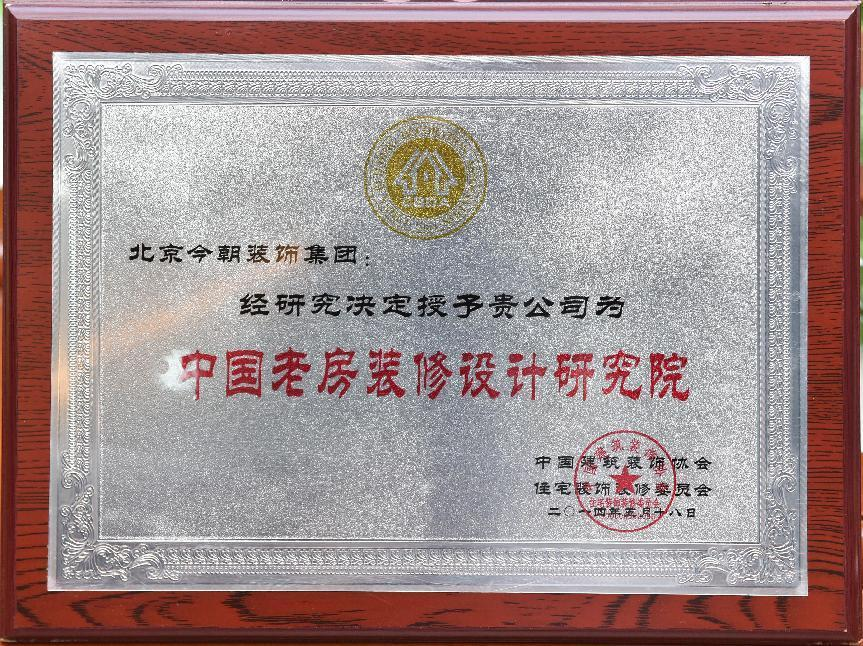 北京今朝装饰集团：
经研究决定授予贵公司为
中国老房装修设计研究院
中国建筑装饰协会
住宅装饰装修委员会
二〇一四年三月十八日